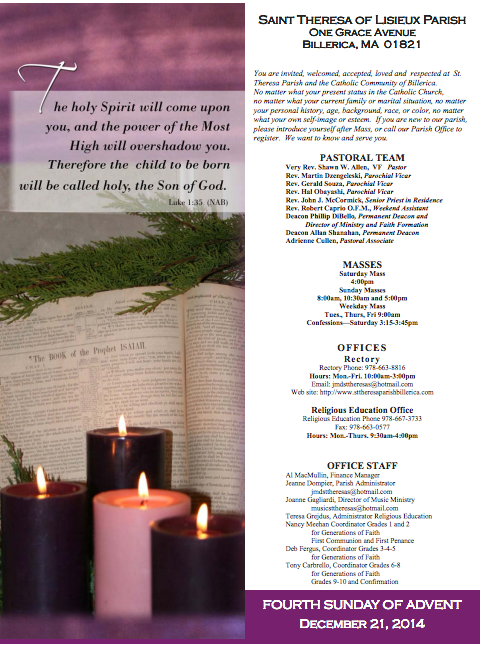 The holy Spirit will come upon
you, and the power of the Most
High will overshadow you.
Therefore the child to be born
will be called holy, the Son of God.
Luke 1:35 (NAB)
"The BOOK of the Prophet ISAIAH.
SAINT THERESA OF LISIEUX PARISH
ONE GRACE AVENUE
BILLERICA, MA 01821
You are invited, welcomed, accepted, loved and respected at St.
Theresa Parish and the Catholic Community of Billerica.
No matter what your present status in the Catholic Church,
no matter what your current family or marital situation, no matter
your personal history, age, background, race, or color, no matter
what your own self-image or esteem. If you are new to our parish,
please introduce yourself after Mass, or call our Parish Office to
register. We want to know and serve you.
PASTORAL TEAM
Very Rev. Shawn W. Allen, VF Pastor
Rev. Martin Dzengeleski, Parochial Vicar
Rev. Gerald Souza, Parochial Vicar
Rev. Hal Obayashi, Parochial Vicar
Rev. John J. McCormick, Senior Priest in Residence
Rev. Robert Caprio O.F.M., Weekend Assistant
Deacon Phillip DiBello, Permanent Deacon and
Director of Ministry and Faith Formation
Deacon Allan Shanahan, Permanent Deacon
Adrienne Cullen, Pastoral Associate
MASSES
Saturday Mass
4:00pm
Sunday Masses
8:00am, 10:30am and 5:00pm
Weekday Mass
Tues., Thurs, Fri 9:00am
Confessions—Saturday 3:15-3:45pm
OFFICES
Rectory
Rectory Phone: 978-663-8816
Hours: Mon.-Fri. 10:00am-3:00pm
Email: jmdsttheresas@hotmail.com
Web site: http://www.sttheresaparishbillerica.com
Religious Education Office
Religious Education Phone 978-667-3733
Fax: 978-663-0577
Hours: Mon.-Thurs. 9:30am-4:00pm
OFFICE STAFF
Al MacMullin, Finance Manager
Jeanne Dompier, Parish Administrator
jmdsttheresas@hotmail.com
Joanne Gagliardi, Director of Music Ministry
musicsttheresas@hotmail.com
Teresa Grejdus, Administrator Religious Education
Nancy Meehan Coordinator Grades 1 and 2
for Generations of Faith
First Communion and First Penance
Deb Fergus, Coordinator Grades 3-4-5
for Generations of Faith
Tony Carbrello, Coordinator Grades 6-8
for Generations of Faith
Grades 9-10 and Confirmation
FOURTH SUNDAY OF ADVENT
DECEMBER 21, 2014